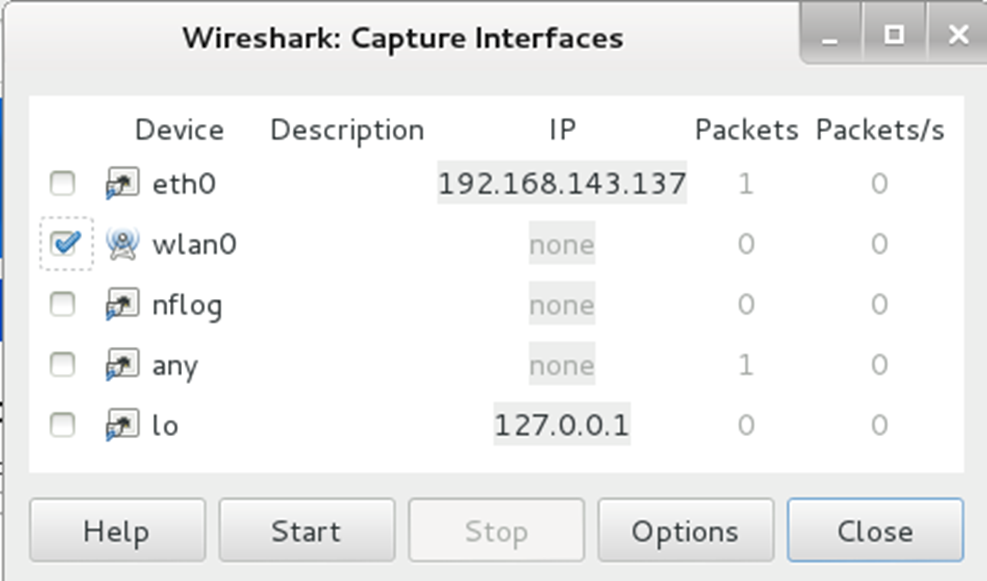 Wireshark: Capture Interfaces
Device Description IP Packets Packets/s
eth0 192.168.143.137 1 0
wlan0 none 0 0
nflog none 0 0
any none 1 0
lo 127.0.0.1 0 0
Help Start Stop Options Close